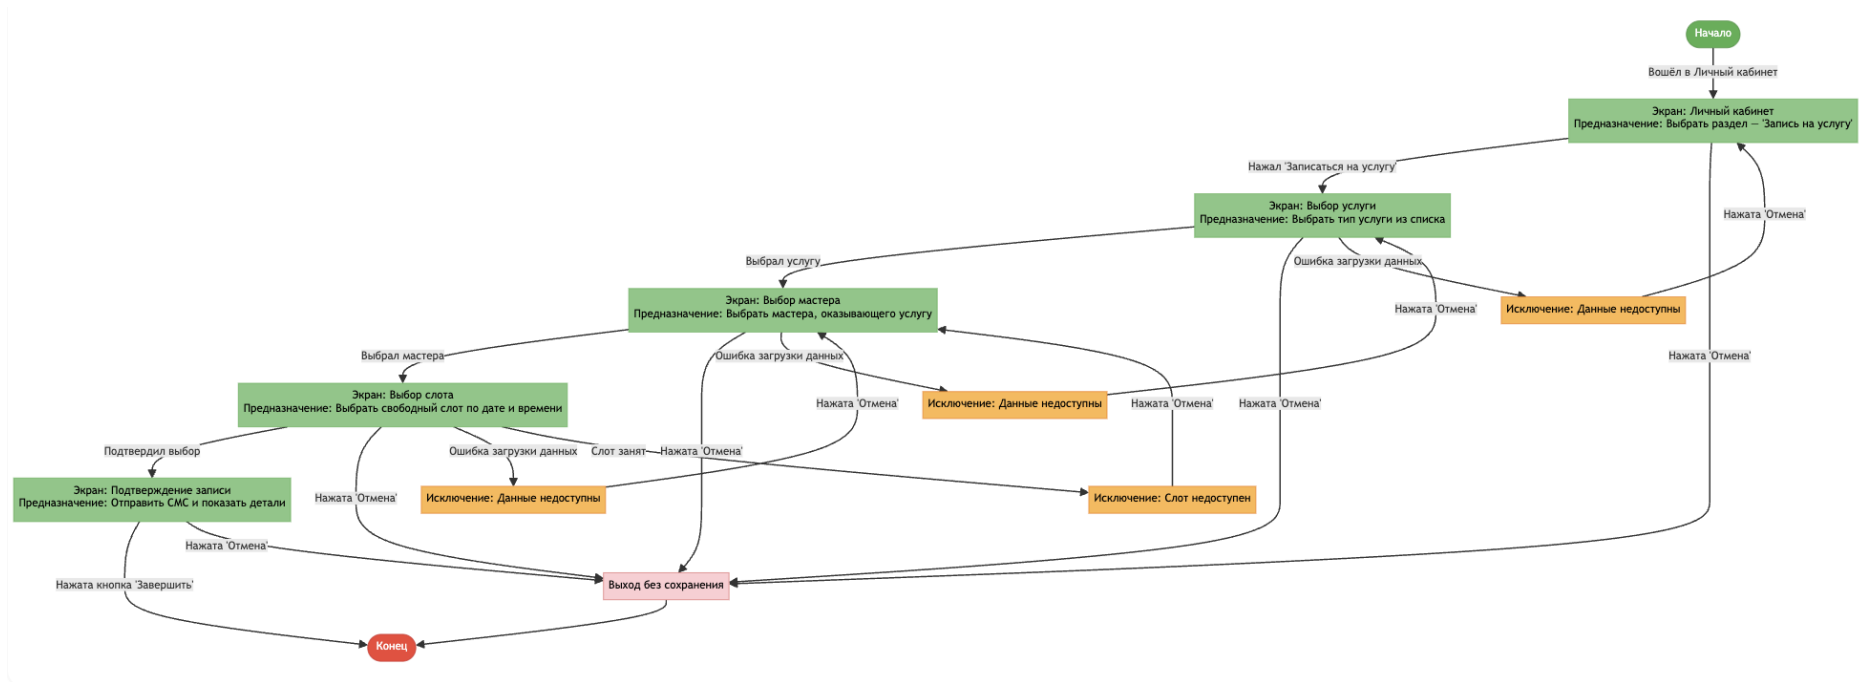 Начало
Вошёл в Личный кабинет
Экран: Личный кабинет
Предназначение: Выбрать раздел — 'Запись на услугу'
Нажал 'Записаться на услугу'
Экран: Выбор услуги
Предназначение: Выбрать тип услуги из списка
Нажата 'Отмена'
Выбрал услугу
Ошибка загрузки данных
Экран: Выбор мастера
Предназначение: Выбрать мастера, оказывающего услугу
Нажата 'Отмена'
Исключение: Данные недоступны
Выбрал мастера
Ошибка загрузки данных
Нажата 'Отмена'
Экран: Выбор слота
Предназначение: Выбрать свободный слот по дате и времени
Нажата 'Отмена'
Исключение: Данные недоступны
Нажата 'Отмена'
Нажата 'Отмена'
Подтвердил выбор
Ошибка загрузки данных
Слот занят
Нажата 'Отмена'
Экран: Подтверждение записи
Предназначение: Отправить СМС и показать детали
Нажата 'Отмена'
Исключение: Данные недоступны
Исключение: Слот недоступен
Нажата 'Отмена'
Нажата кнопка 'Завершить'
Выход без сохранения
Конец